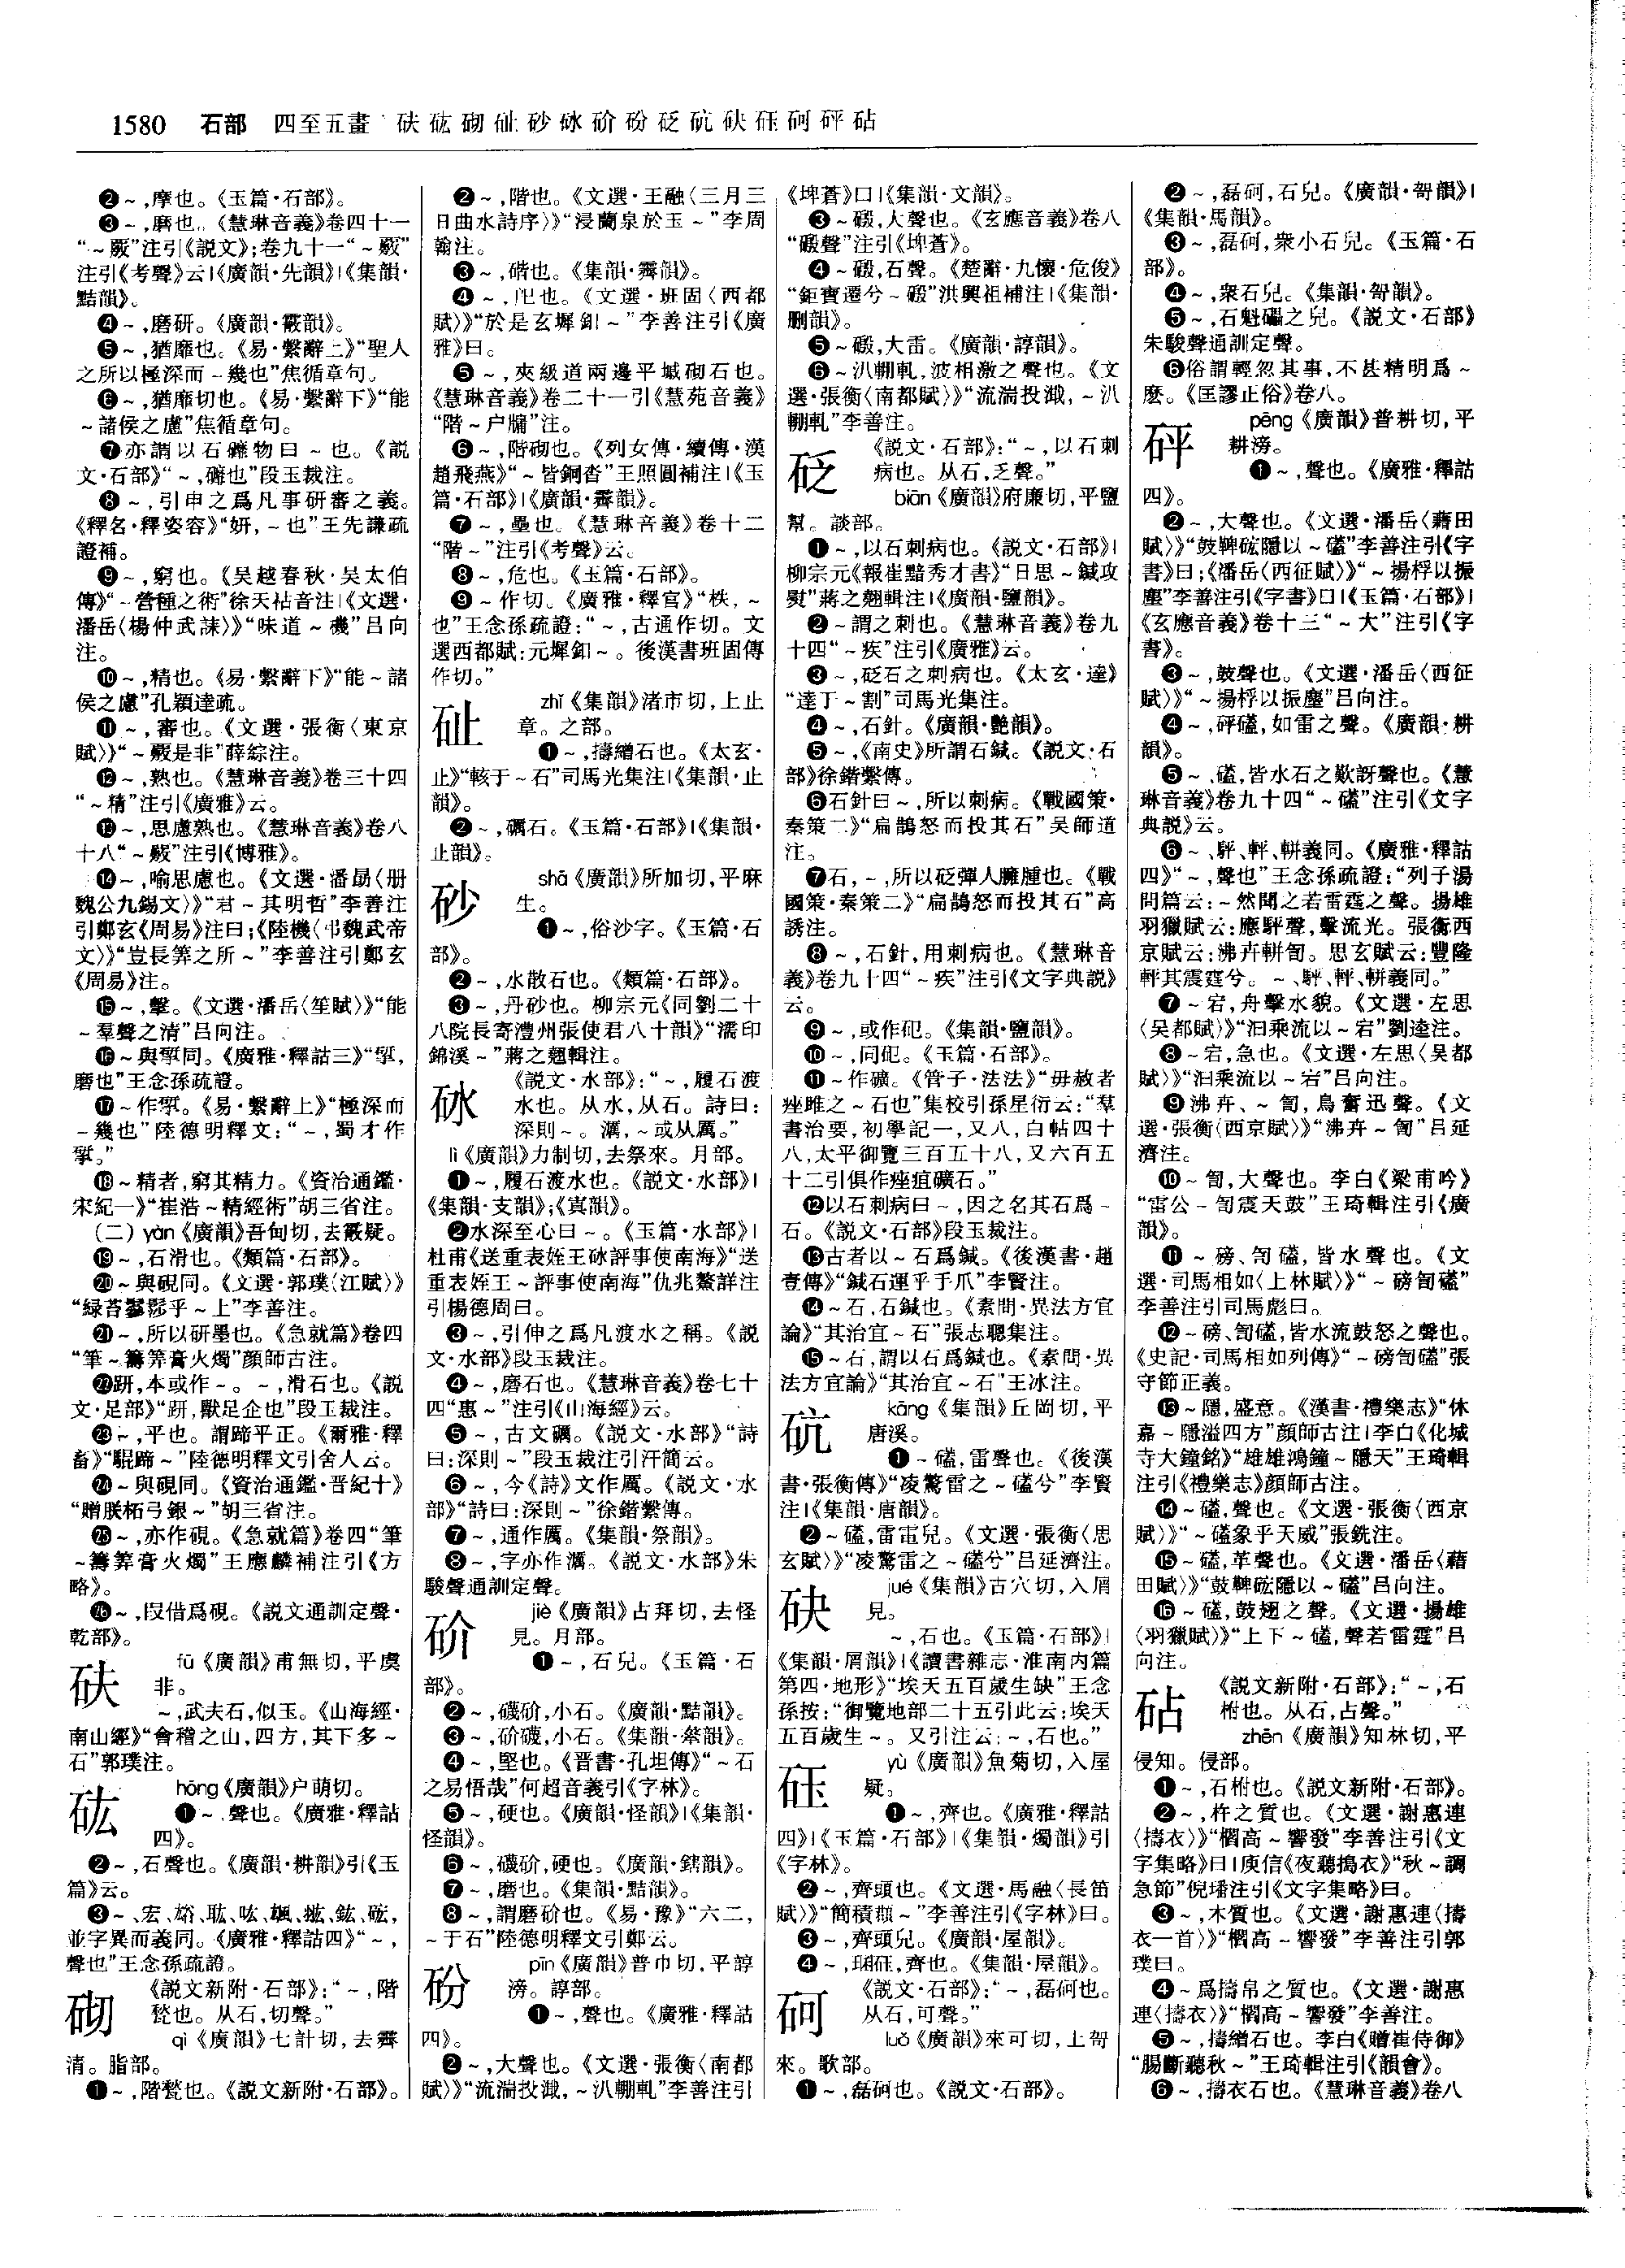 1580 石部 四至五畫 砆 砿 砌 砋 砂 砅 砎 砏 砭 砊 砄 砡 砢 砰 砧
❷～,摩也。《玉篇·石部》。
❸～,磨也。《慧琳音義》卷四十一
“～覈”注引《説文》;卷九十一“～覈”
注引《考聲》云|《廣韻·先韻》|《集韻·
黠韻》。
❹～,磨研。《廣韻·霰韻》。
❺～,猶靡也。《易·繫辭上》“聖人
之所以極深而～幾也”焦循章句。
❻～,猶靡切也。《易·繫辭下》“能
～諸侯之慮”焦循章句。
❼亦謂以石䃺物曰～也。《説
文·石部》“～,䃺也”段玉裁注。
❽～,引申之爲凡事研審之義。
《釋名·釋姿容》“妍,～也”王先謙疏
證補。
❾～,窮也。《吴越春秋·吴太伯
傳》“～營種之術”徐天祜音注|《文選·
潘岳〈楊仲武誄〉》“味道～機”吕向
注。
❿～,精也。《易·繫辭下》“能～諸
侯之慮”孔穎達疏。
⓫～,審也。《文選·張衡〈東京
賦〉》“～覈是非”薛綜注。
⓬～,熟也。《慧琳音義》卷三十四
“～精”注引《廣雅》云。
⓭～,思慮熟也。《慧琳音義》卷八
十八“～覈”注引《博雅》。
⓮～,喻思慮也。《文選·潘勗〈册
魏公九錫文〉》“君～其明哲”李善注
引鄭玄《周易》注曰;《陸機〈弔魏武帝
文〉》“豈長筭之所～”李善注引鄭玄
《周易》注。
⓯～,擊。《文選·潘岳〈笙賦〉》“能
～羣聲之清”吕向注。
⓰～與揅同。《廣雅·釋詁三》“揅,
磨也”王念孫疏證。
⓱～作揅。《易·繫辭上》“極深而
～幾也”陸德明釋文:“～,蜀才作
揅。”
⓲～精者,窮其精力。《資治通鑑·
宋紀一》“崔浩～精經術”胡三省注。
(二) yàn《廣韻》吾甸切,去霰疑。
⓳～,石滑也。《類篇·石部》。
⓴～與硯同。《文選·郭璞〈江賦〉》
“緑苔鬖髿乎～上”李善注。
㉑～,所以研墨也。《急就篇》卷四
“筆～籌筭膏火燭”顔師古注。
㉒趼,本或作～。～,滑石也。《説
文·足部》“趼,獸足企也”段玉裁注。
㉓～,平也。謂蹄平正。《爾雅·釋
畜》“騉蹄～”陸德明釋文引舍人云。
㉔～與硯同。《資治通鑑·晋紀十》
“贈朕柘弓銀～”胡三省注。
㉕～,亦作硯。《急就篇》卷四“筆
～籌筭膏火燭”王應麟補注引《方
略》。
㉖～,叚借爲硯。《説文通訓定聲·
乾部》。
砆 fū《廣韻》甫無切,平虞
非。
～,武夫石,似玉。《山海經·
南山經》“會稽之山,四方,其下多～
石”郭璞注。
砿 hōng《廣韻》户萌切。
❶～,聲也。《廣雅·釋詁
四》。
❷～,石聲也。《廣韻·耕韻》引《玉
篇》云。
並字異而義同。《廣雅·釋詁四》“～,
聲也”王念孫疏證。
砌 《説文新附·石部》:“～,階
甃也。从石,切聲。”
qì《廣韻》七計切,去霽
清。脂部。
❶～,階甃也。《説文新附·石部》。
❷～,階也。《文選·王融〈三月三
日曲水詩序〉》“浸蘭泉於玉～”李周
翰注。
❸～,碏也。《集韻·霽韻》。
❹～,戺也。《文選·班固〈西都
賦〉》“於是玄墀釦～”李善注引《廣
雅》曰。
❺～,夾級道兩邊平城砌石也。
《慧琳音義》卷二十一引《慧苑音義》
“階～户牖”注。
❻～,階砌也。《列女傳·續傳·漢
趙飛燕》“～皆銅沓”王照圓補注|《玉
篇·石部》|《廣韻·霽韻》。
❼～,壘也。《慧琳音義》卷十二
“階～”注引《考聲》云。
❽～,危也。《玉篇·石部》。
❾～作切。《廣雅·釋宫》“柣,～
也”王念孫疏證:“～,古通作切。文
選西都賦:元墀釦～。後漢書班固傳
作切。”
砋 zhǐ《集韻》渚市切,上止
章。之部。
❶～,擣繒石也。《太玄·
止》“輆于～石”司馬光集注|《集韻·止
韻》。
❷～,礪石。《玉篇·石部》|《集韻·
止韻》。
砂 shā《廣韻》所加切,平麻
生。
❶～,俗沙字。《玉篇·石
部》。
❷～,水散石也。《類篇·石部》。
❸～,丹砂也。柳宗元《同劉二十
八院長寄澧州張使君八十韻》“濡印
錦溪～”蔣之翹輯注。
砅 《説文·水部》:“～,履石渡
水也。从水,从石。詩曰:
深則～。濿,～或从厲。”
lì《廣韻》力制切,去祭來。月部。
❶～,履石渡水也。《説文·水部》|
《集韻·支韻》;《寘韻》。
❷水深至心曰～。《玉篇·水部》|
杜甫《送重表姪王砅評事使南海》“送
重表姪王～評事使南海”仇兆鰲詳注
引楊德周曰。
❸～,引伸之爲凡渡水之稱。《説
文·水部》段玉裁注。
❹～,磨石也。《慧琳音義》卷七十
四“惠～”注引《山海經》云。
❺～,古文礪。《説文·水部》“詩
曰:深則～”段玉裁注引汗簡云。
❻～,今《詩》文作厲。《説文·水
部》“詩曰:深則～”徐鍇繫傳。
❼～,通作厲。《集韻·祭韻》。
❽～,字亦作濿。《説文·水部》朱
駿聲通訓定聲。
砎 jiè《廣韻》古拜切,去怪
見。月部。
❶～,石皃。《玉篇·石
部》。
❷～,磯砎,小石。《廣韻·黠韻》。
❸～,砎磯,小石。《集韻·㝈韻》。
❹～,堅也。《晋書·孔坦傳》“～石
之易悟哉”何超音義引《字林》。
❺～,硬也。《廣韻·怪韻》|《集韻·
怪韻》。
❻～,磯砎,硬也。《廣韻·鎋韻》。
❼～,磨也。《集韻·黠韻》。
❽～,謂磨砎也。《易·豫》“六二,
～于石”陸德明釋文引鄭云。
砏 pīn《廣韻》普巾切,平諄
滂。諄部。
❶～,聲也。《廣雅·釋詁
四》。
❷～,大聲也。《文選·張衡〈南都
賦〉》“流湍投濈,～汃輣軋”李善注引
《埤蒼》曰|《集韻·文韻》。
❸～磤,大聲也。《玄應音義》卷八
“磤聲”注引《埤蒼》。
❹～磤,石聲。《楚辭·九懷·危俊》
“鉅寳遷兮～磤”洪興祖補注|《集韻·
删韻》。
❺～磤,大雷。《廣韻·諄韻》。
❻～汃輣軋,波相激之聲也。《文
選·張衡〈南都賦〉》“流湍投濈,～汃
輣軋”李善注。
砭 《説文·石部》:“～,以石刺
病也。从石,乏聲。”
biān《廣韻》府廉切,平鹽
幫。談部。
❶～,以石刺病也。《説文·石部》|
柳宗元《報崔黯秀才書》“日思～鍼攻
熨”蔣之翹輯注|《廣韻·鹽韻》。
❷～謂之刺也。《慧琳音義》卷九
十四“～疾”注引《廣雅》云。
❸～,砭石之刺病也。《太玄·達》
“達于～割”司馬光集注。
❹～,石針。《廣韻·艷韻》。
❺～,《南史》所謂石鍼。《説文·石
部》徐鍇繫傳。
❻石針曰～,所以刺病。《戰國策·
秦策二》“扁鵲怒而投其石”吴師道
注。
❼石,～,所以砭彈人臃腫也。《戰
國策·秦策二》“扁鵲怒而投其石”高
誘注。
❽～,石針,用刺病也。《慧琳音
義》卷九十四“～疾”注引《文字典説》
云。
❾～,或作砒。《集韻·鹽韻》。
❿～,同砒。《玉篇·石部》。
⓫～作礦。《管子·法法》“毋赦者
痤雎之～石也”集校引孫星衍云:“羣
書治要,初學記一,又八,白帖四十
八,太平御覽三百五十八,又六百五
十二引俱作痤疽礦石。”
⓬以石刺病曰～,因之名其石爲～
石。《説文·石部》段玉裁注。
⓭古者以～石爲鍼。《後漢書·趙
壹傳》“鍼石運乎手爪”李賢注。
⓮～石,石鍼也。《素問·異法方宜
論》“其治宜～石”張志聰集注。
⓯～石,謂以石爲鍼也。《素問·異
法方宜論》“其治宜～石”王冰注。
砊 kāng《集韻》丘岡切,平
唐溪。
❶～磕,雷聲也。《後漢
書·張衡傳》“凌驚雷之～磕兮”李賢
注|《集韻·唐韻》。
❷～磕,雷雷皃。《文選·張衡〈思
玄賦〉》“凌驚雷之～磕兮”吕延濟注。
砄 jué《集韻》古穴切,入屑
見。
～,石也。《玉篇·石部》|
《集韻·屑韻》|《讀書雜志·淮南内篇
第四·地形》“埃天五百歲生缺”王念
孫按:“御覽地部二十五引此云:埃天
五百歲生～。又引注云:～,石也。”
砡 yù《廣韻》魚菊切,入屋
疑。
❶～,齊也。《廣雅·釋詁
四》|《玉篇·石部》|《集韻·燭韻》引
《字林》。
❷～,齊頭也。《文選·馬融〈長笛
賦〉》“簡積頵～”李善注引《字林》曰。
❸～,齊頭皃。《廣韻·屋韻》。
❹～,琱砡,齊也。《集韻·屋韻》。
砢 《説文·石部》:“～,磊砢也。
从石,可聲。”
luǒ《廣韻》來可切,上哿
來。歌部。
❶～,磊砢也。《説文·石部》。
❷～,磊砢,石皃。《廣韻·哿韻》|
《集韻·馬韻》。
❸～,磊砢,衆小石皃。《玉篇·石
部》。
❹～,衆石皃。《集韻·哿韻》。
❺～,石魁礧之皃。《説文·石部》
朱駿聲通訓定聲。
❻俗謂輕忽其事,不甚精明爲～
麽。《匡謬正俗》卷八。
砰 pēng《廣韻》普耕切,平
耕滂。
❶～,聲也。《廣雅·釋詁
四》。
❷～,大聲也。《文選·潘岳〈藉田
賦〉》“鼓鞞硡隱以～磕”李善注引《字
書》曰;《潘岳〈西征賦〉》“～揚桴以振
塵”李善注引《字書》曰|《玉篇·石部》|
《玄應音義》卷十三“～大”注引《字
書》。
❸～,鼓聲也。《文選·潘岳〈西征
賦〉》“～揚桴以振塵”吕向注。
❹～,砰磕,如雷之聲。《廣韻·耕
韻》。
❺～、磕,皆水石之歎訝聲也。《慧
琳音義》卷九十四“～磕”注引《文字
典説》云。
❻～、駍、軯、軿義同。《廣雅·釋詁
四》“～,聲也”王念孫疏證:“列子湯
問篇云:～然聞之若雷霆之聲。揚雄
羽獵賦云:應駍聲,擊流光。張衡西
京賦云:沸卉軿訇。思玄賦云:豐隆
軯其震霆兮。～、駍、軯、軿義同。”
❼～宕,舟擊水貌。《文選·左思
〈吴都賦〉》“汩乘流以～宕”劉逵注。
❽～宕,急也。《文選·左思〈吴都
賦〉》“汩乘流以～宕”吕向注。
❾沸卉、～訇,鳥奮迅聲。《文
選·張衡〈西京賦〉》“沸卉～訇”吕延
濟注。
❿～訇,大聲也。李白《梁甫吟》
“雷公～訇震天鼓”王琦輯注引《廣
韻》。
⓫～磅、訇磕,皆水聲也。《文
選·司馬相如〈上林賦〉》“～磅訇磕”
李善注引司馬彪曰。
⓬～磅、訇磕,皆水流鼓怒之聲也。
《史記·司馬相如列傳》“～磅訇磕”張
守節正義。
⓭～隱,盛意。《漢書·禮樂志》“休
嘉～隱溢四方”顔師古注|李白《化城
寺大鐘銘》“雄雄鴻鐘～隱天”王琦輯
注引《禮樂志》顔師古注。
⓮～磕,聲也。《文選·張衡〈西京
賦〉》“～磕象乎天威”張銑注。
⓯～磕,革聲也。《文選·潘岳〈藉
田賦〉》“鼓鞞硡隱以～磕”吕向注。
⓰～磕,鼓翅之聲。《文選·揚雄
〈羽獵賦〉》“上下～磕,聲若雷霆”吕
向注。
砧 《説文新附·石部》:“～,石
柎也。从石,占聲。”
zhēn《廣韻》知林切,平
侵知。侵部。
❶～,石柎也。《説文新附·石部》。
❷～,杵之質也。《文選·謝惠連
〈擣衣〉》“櫩高～響發”李善注引《文
字集略》曰|庾信《夜聽搗衣》“秋～調
急節”倪璠注引《文字集略》曰。
❸～,木質也。《文選·謝惠連〈擣
衣一首〉》“櫩高～響發”李善注引郭
璞曰。
❹～爲擣帛之質也。《文選·謝惠
連〈擣衣〉》“櫩高～響發”李善注。
❺～,擣繒石也。李白《贈崔侍御》
“腸斷聽秋～”王琦輯注引《韻會》。
❻～,擣衣石也。《慧琳音義》卷八